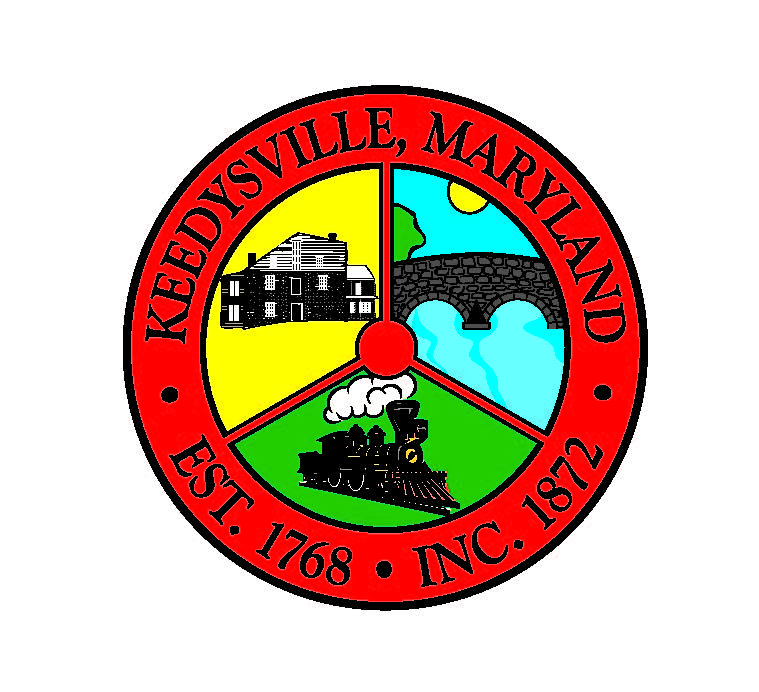 KEEDYSVILLE, MARYLAND
EST. 1768 • INC. 1872